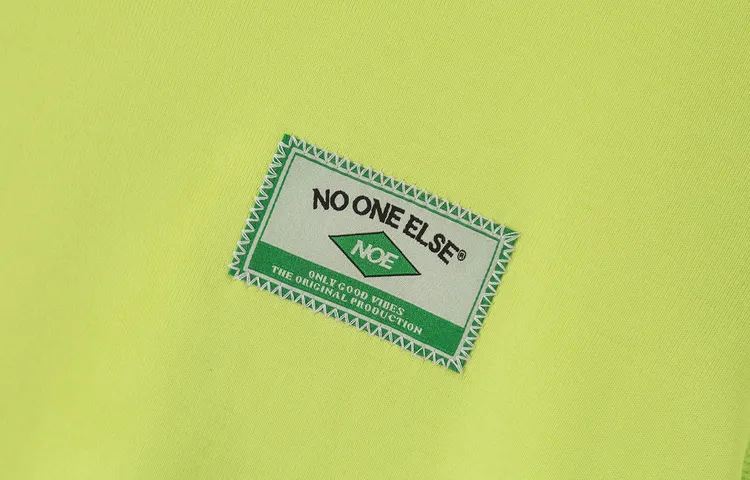 NO ONE ELSE®
NOE
ONLY GOOD VIBES
THE ORIGINAL PRODUCTION